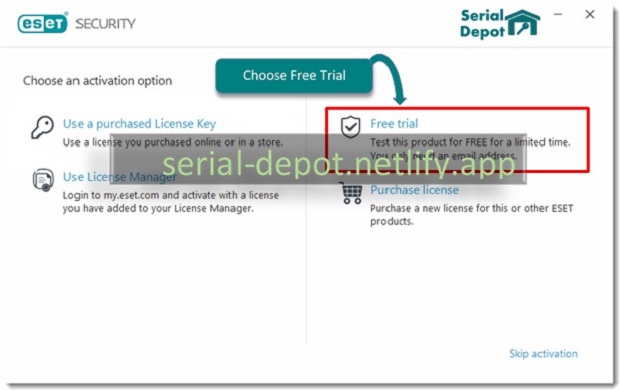 eset SECURITY
Serial
Depot
Choose an activation option
Choose Free Trial
Use a purchased License Key
Use a license you purchased online or in a store.
Use License Manager
Login to my.eset.com and activate with a license
you have added to your License Manager.
Free trial
Test this product for FREE for a limited time.
You only need an email address.
serial-depot.netlify.app
Purchase license
Purchase a new license for this or other ESET
products.
Skip activation